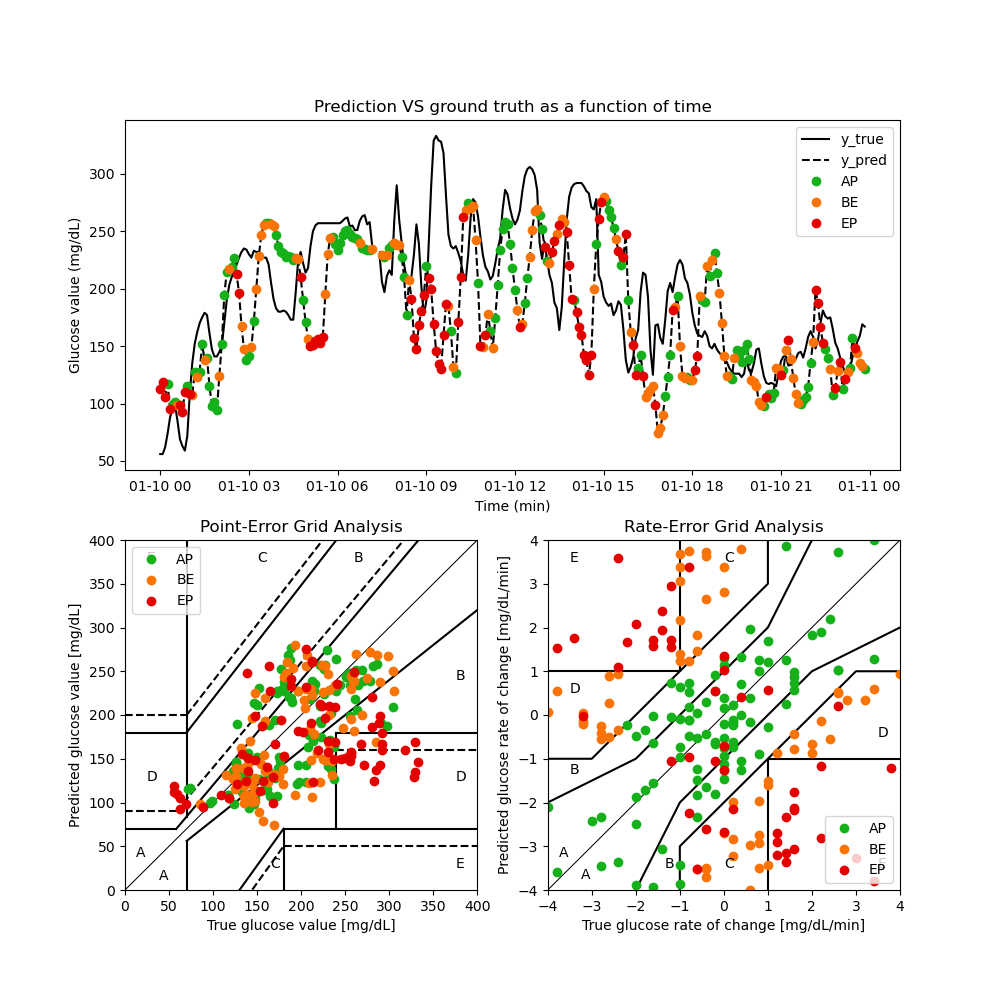 Prediction VS ground truth as a function of time
Glucose value (mg/dL)
300
250
200
150
100
50
y_true
y_pred
AP
BE
EP
01-10 00 01-10 03 01-10 06 01-10 09 01-10 12 01-10 15 01-10 18 01-10 21 01-11 00
Time (min)
Point-Error Grid Analysis
Predicted glucose value [mg/dL]
400
350
300
250
200
150
100
50
0
AP
BE
EP
C
B
B
D
D
A
A
C
E
0 50 100 150 200 250 300 350 400
True glucose value [mg/dL]
Rate-Error Grid Analysis
Predicted glucose rate of change [mg/dL/min]
4
3
2
1
0
−1
−2
−3
−4
E
C
D
D
B
A
A
B
C
AP
BE
EP
−4 −3 −2 −1 0 1 2 3 4
True glucose rate of change [mg/dL/min]